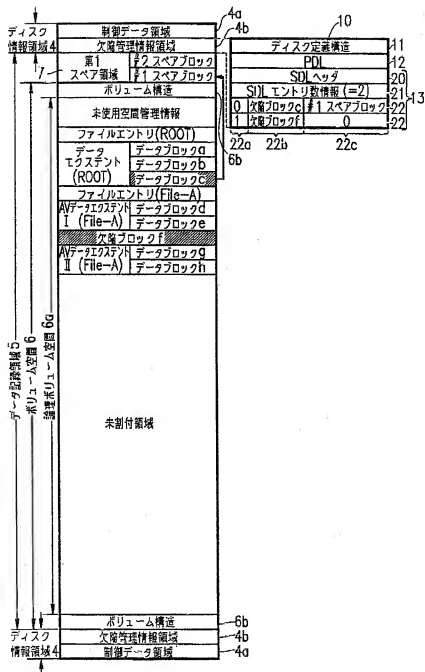 4a
制御データ領域
4b
ディスク
情報領域4
欠陥管理情報領域
第1
スペア領域
#2 スペアブロック
#1 スペアブロック
7
ボリューム構造
未使用空間管理情報
6b
ファイルエントリ(ROOT)
データ
エクステント
(ROOT)
データブロックa
データブロックb
データブロックc
ファイルエントリ(File-A)
AVデータエクステント
I (File-A)
データブロックd
データブロックe
欠陥ブロックf
AVデータエクステント
II (File-A)
データブロックg
データブロックh
データ記録領域5
ボリューム空間6
論理ボリューム空間6a
未割付領域
ボリューム構造
6b
ディスク
情報領域4
欠陥管理情報領域
4b
制御データ領域
4a
10
ディスク定義構造
11
PDL
12
SDLヘッダ
20
SDLエントリ数情報(=2)
21
13
0
欠陥ブロックc
#1 スペアブロック
22
1
欠陥ブロックf
0
22
22a
22b
22c